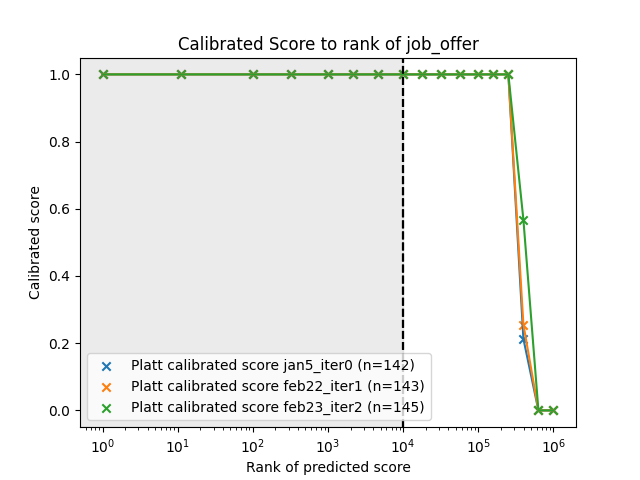 Calibrated Score to rank of job_offer
Calibrated score
1.0
0.8
0.6
0.4
0.2
0.0
Platt calibrated score jan5_iter0 (n=142)
Platt calibrated score feb22_iter1 (n=143)
Platt calibrated score feb23_iter2 (n=145)
10⁰ 10¹ 10² 10³ 10⁴ 10⁵ 10⁶
Rank of predicted score